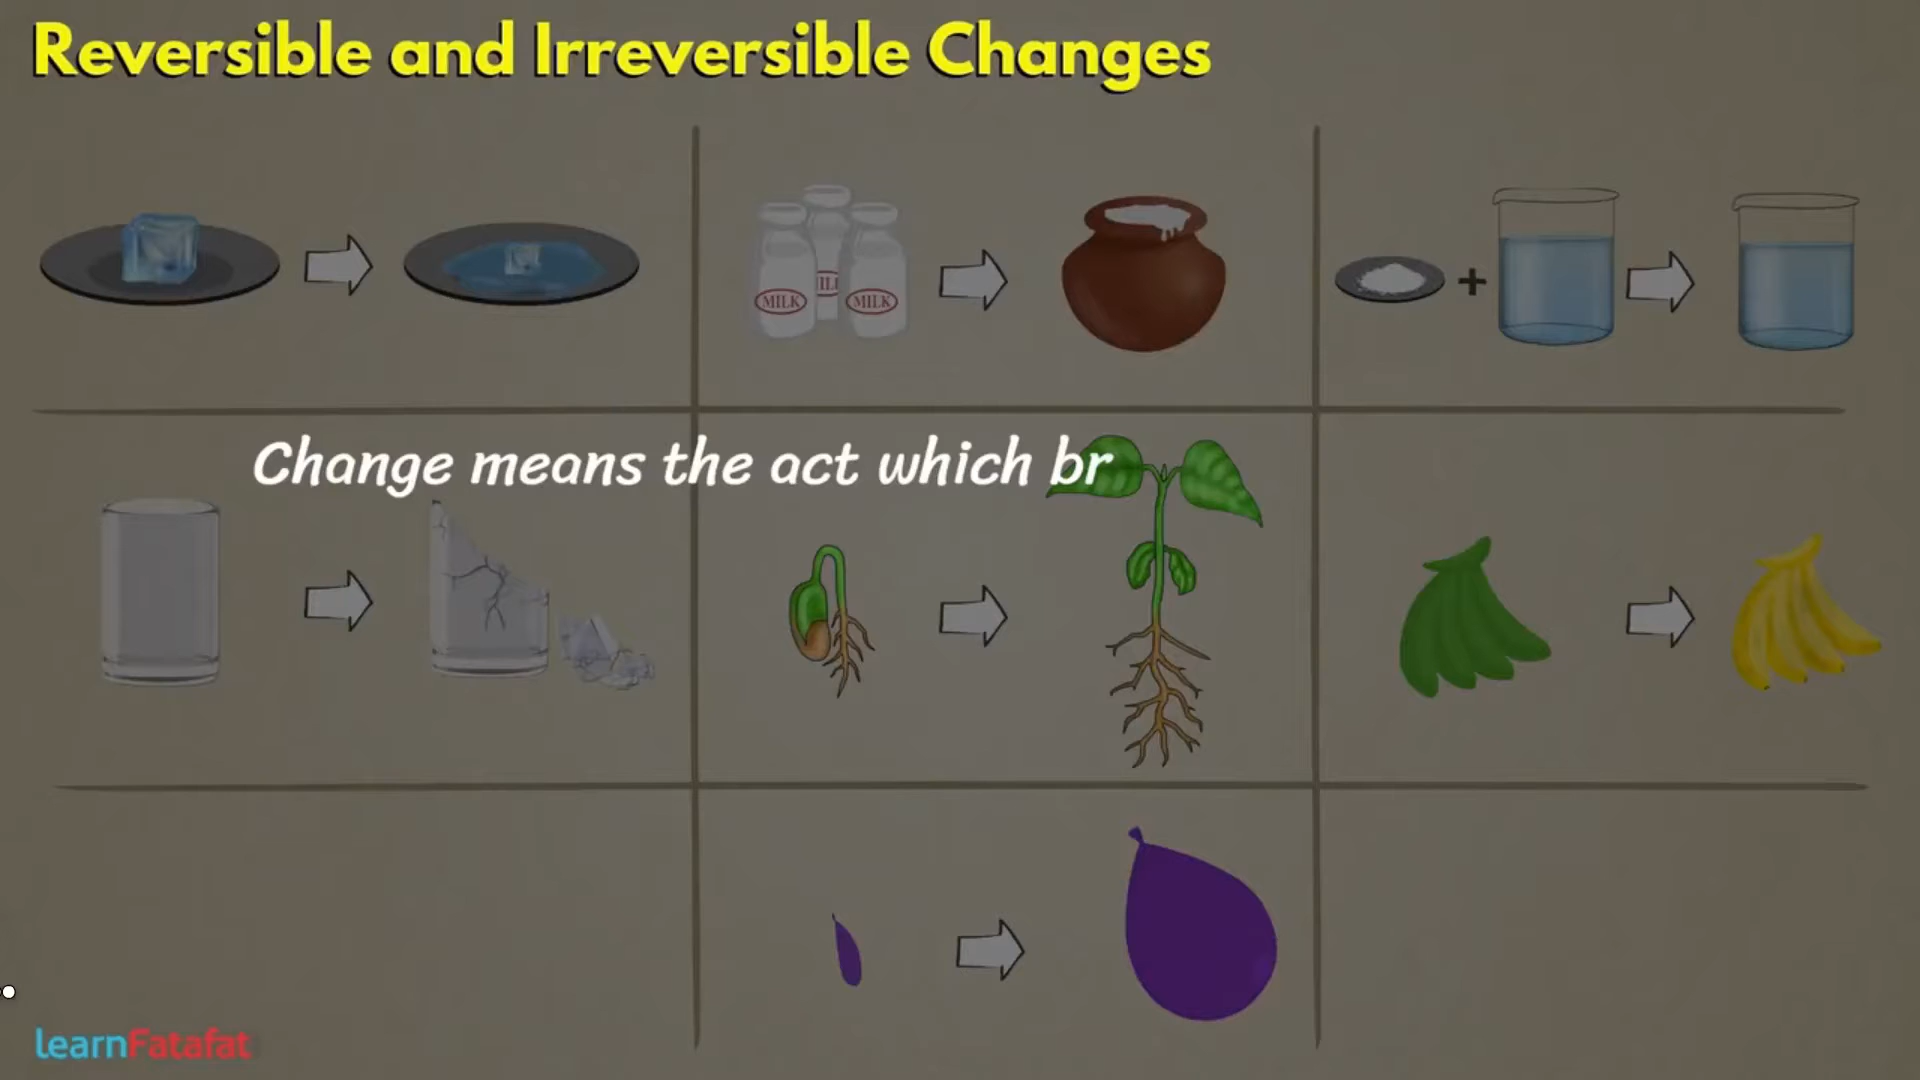 Reversible and Irreversible Changes
MILK
MILK
+
Change means the act which br
learnFatafat